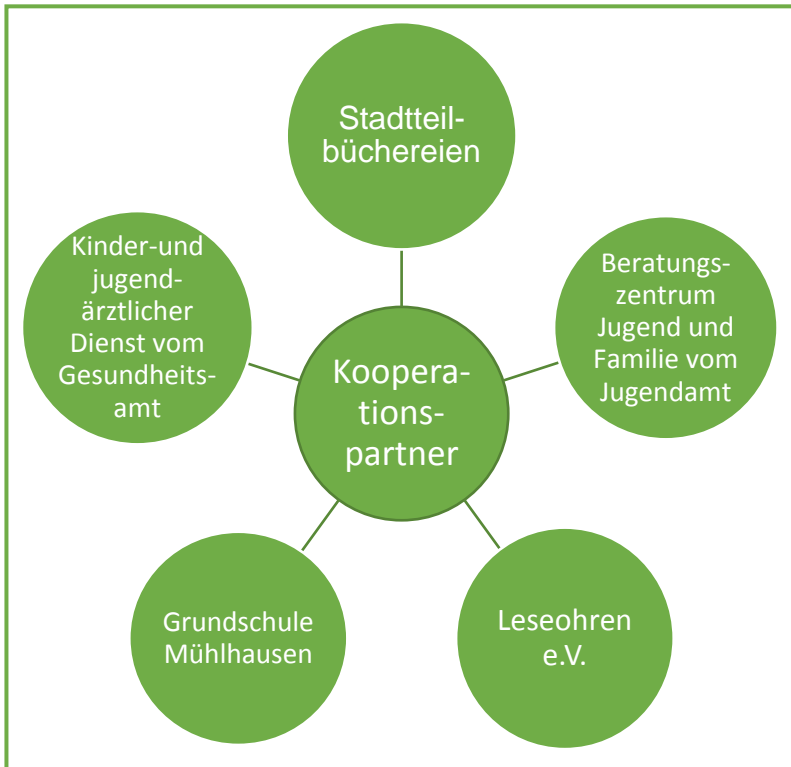 Stadtteil-
büchereien
Kinder-und
jugend-
ärztlicher
Dienst vom
Gesundheits-
amt
Beratungs-
zentrum
Jugend und
Familie vom
Jugendamt
Koopera-
tions-
partner
Grundschule
Mühlhausen
Leseohren
e.V.